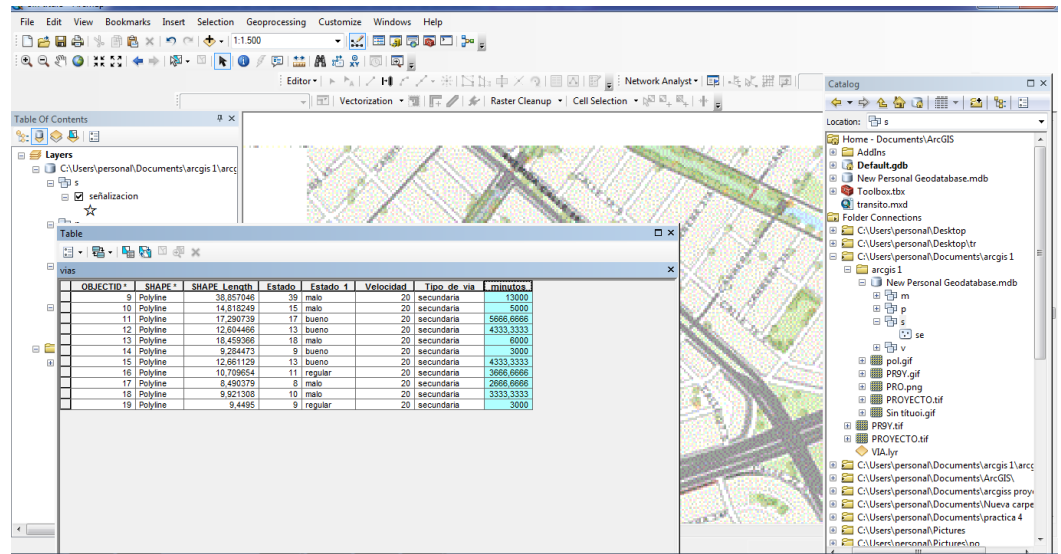 File Edit View Bookmarks Insert Selection Geoprocessing Customize Windows Help
1:1.500
Editor Network Analyst
Vectorization Raster Cleanup Cell Selection
Table Of Contents
Layers
C:\Users\personal\Documents\arcgis 1\arcg
s
señalizacion
Table
vias
OBJECTID * SHAPE * SHAPE_Length Estado Estado_1 Velocidad Tipo_de_via minutos
9 Polyline 38,857046 39 malo 20 secundaria 13000
10 Polyline 14,818249 15 malo 20 secundaria 5000
11 Polyline 17,290739 17 bueno 20 secundaria 5666,6666
12 Polyline 12,604466 13 bueno 20 secundaria 4333,3333
13 Polyline 18,459366 18 malo 20 secundaria 6000
14 Polyline 9,284473 9 bueno 20 secundaria 3000
15 Polyline 12,661129 13 bueno 20 secundaria 4333,3333
16 Polyline 10,709654 11 regular 20 secundaria 3666,6666
17 Polyline 8,490379 8 malo 20 secundaria 2666,6666
18 Polyline 9,921308 10 malo 20 secundaria 3333,3333
19 Polyline 9,4495 9 regular 20 secundaria 3000
Catalog
Location: s
Home - Documents\ArcGIS
AddIns
Default.gdb
New Personal Geodatabase.mdb
Toolbox.tbx
transito.mxd
Folder Connections
C:\Users\personal\Desktop
C:\Users\personal\Desktop\tr
C:\Users\personal\Documents\arcgis 1
arcgis 1
New Personal Geodatabase.mdb
m
p
s
se
v
pol.gif
PR9Y.gif
PRO.png
PROYECTO.tif
Sin tituoi.gif
PR9Y.tif
PROYECTO.tif
VIA.lyr
C:\Users\personal\Documents\arcgis 1\arcg
C:\Users\personal\Documents\ArcGIS\
C:\Users\personal\Documents\arcgiss proye
C:\Users\personal\Documents\Nueva carpe
C:\Users\personal\Documents\practica 4
C:\Users\personal\Pictures
C:\Users\personal\Pictures\no